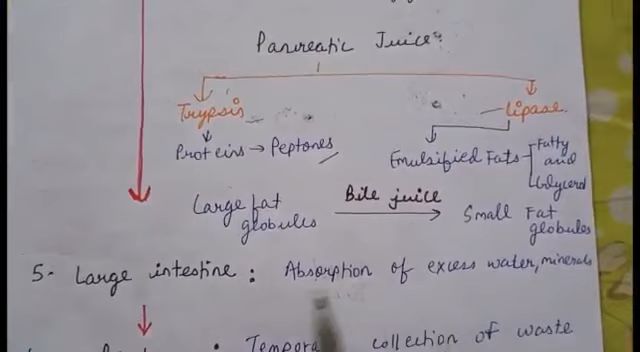 Pancreatic Juice:
Trypsin
Lipase
Proteins → Peptones
Emulsified Fats
Fatty and
Glycerol
Large fat globules
Bile juice
Small Fat globules
5. Large intestine : Absorption of excess water, minerals
collection of waste